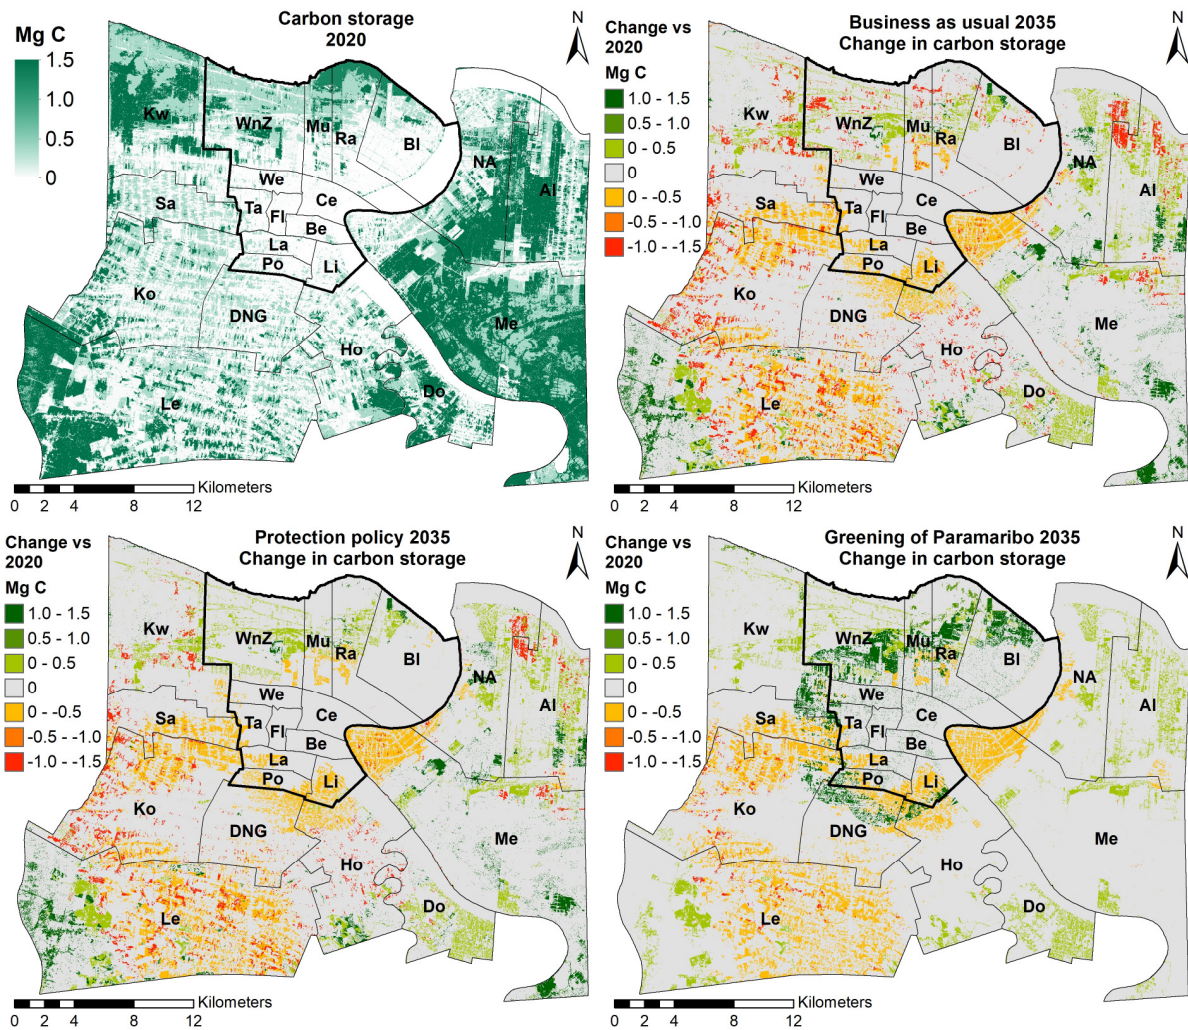 Carbon storage
2020
N
Mg C
1.5
1.0
0.5
0
Kw
WnZ
Mu
Ra
Bl
NA
Al
We
Ce
Sa
Ta
Fl
Be
La
Po
Li
Ko
DNG
Ho
Me
Le
Do
Kilometers
0 2 4 8 12
Business as usual 2035
Change in carbon storage
N
Change vs
2020
Mg C
1.0 - 1.5
0.5 - 1.0
0 - 0.5
0
0 - -0.5
-0.5 - -1.0
-1.0 - -1.5
Kw
WnZ
Mu
Ra
Bl
NA
Al
We
Ce
Sa
Ta
Fl
Be
La
Po
Li
Ko
DNG
Ho
Me
Le
Do
Kilometers
0 2 4 8 12
Protection policy 2035
Change in carbon storage
N
Change vs
2020
Mg C
1.0 - 1.5
0.5 - 1.0
0 - 0.5
0
0 - -0.5
-0.5 - -1.0
-1.0 - -1.5
Kw
WnZ
Mu
Ra
Bl
NA
Al
We
Ce
Sa
Ta
Fl
Be
La
Po
Li
Ko
DNG
Ho
Me
Le
Do
Kilometers
0 2 4 8 12
Greening of Paramaribo 2035
Change in carbon storage
N
Change vs
2020
Mg C
1.0 - 1.5
0.5 - 1.0
0 - 0.5
0
0 - -0.5
-0.5 - -1.0
-1.0 - -1.5
Kw
WnZ
Mu
Ra
Bl
NA
Al
We
Ce
Sa
Ta
Fl
Be
La
Po
Li
Ko
DNG
Ho
Me
Le
Do
Kilometers
0 2 4 8 12